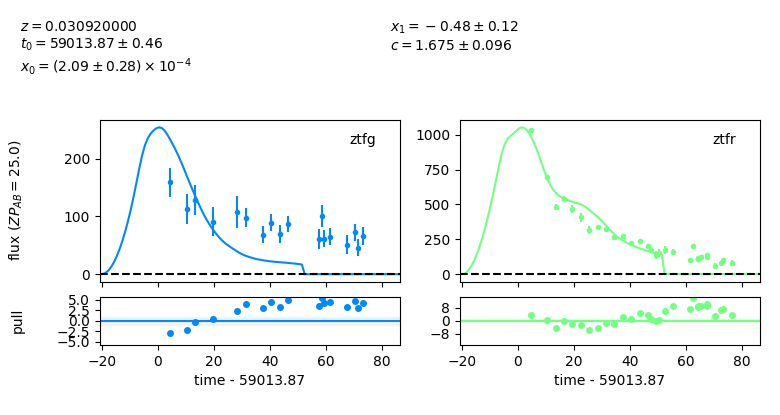 z = 0.030920000
t₀ = 59013.87 ± 0.46
x₀ = (2.09 ± 0.28) × 10⁻⁴
x₁ = −0.48 ± 0.12
c = 1.675 ± 0.096
flux (ZP_AB = 25.0)
200
100
0
ztfg
1000
750
500
250
0
ztfr
pull
5.0
2.5
0.0
−2.5
−5.0
−20 0 20 40 60 80
time - 59013.87
8
0
−8
−20 0 20 40 60 80
time - 59013.87